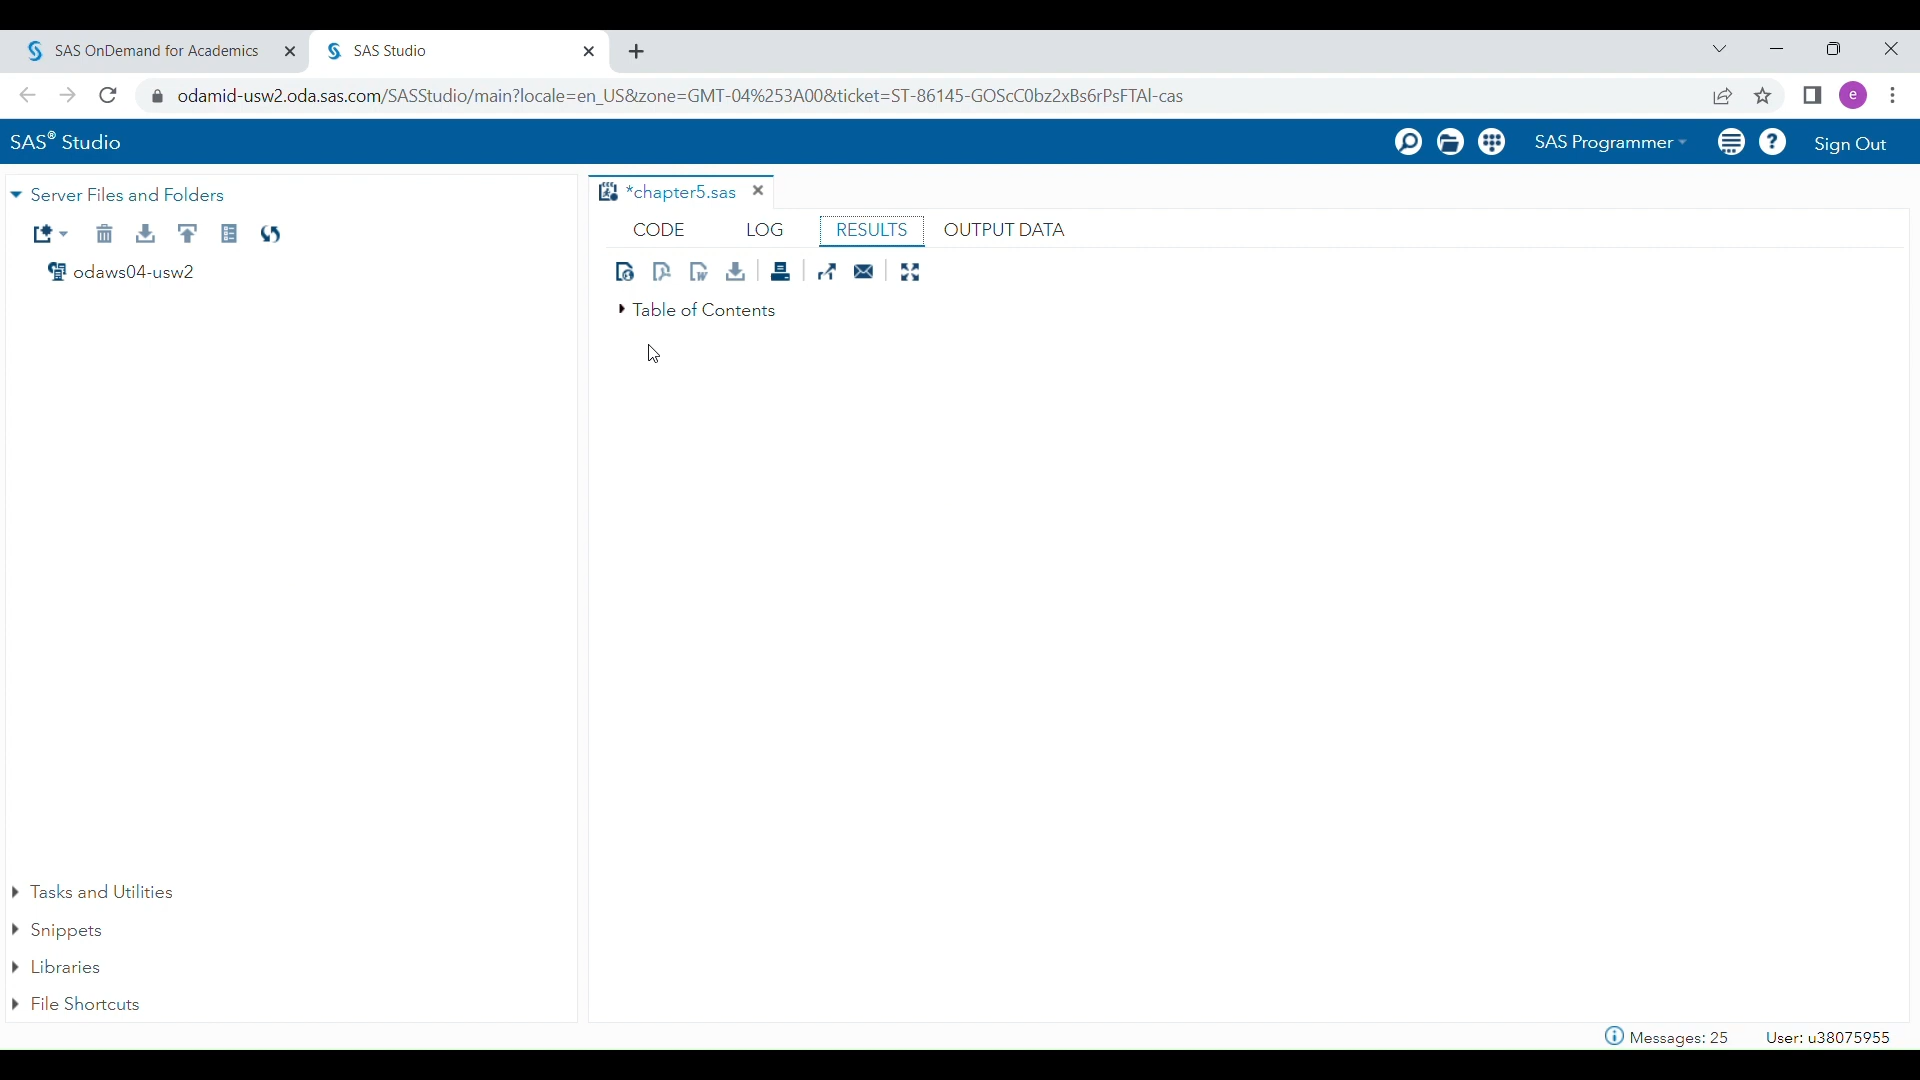 SAS OnDemand for Academics
SAS Studio
odamid-usw2.oda.sas.com/SASStudio/main?locale=en_US&zone=GMT-04%253A00&ticket=ST-86145-GOScC0bz2xBs6rPsFTAl-cas
e
SAS® Studio
SAS Programmer
Sign Out
Server Files and Folders
odaws04-usw2
Tasks and Utilities
Snippets
Libraries
File Shortcuts
*chapter5.sas
CODE LOG RESULTS OUTPUT DATA
Table of Contents
Messages: 25 User: u38075955